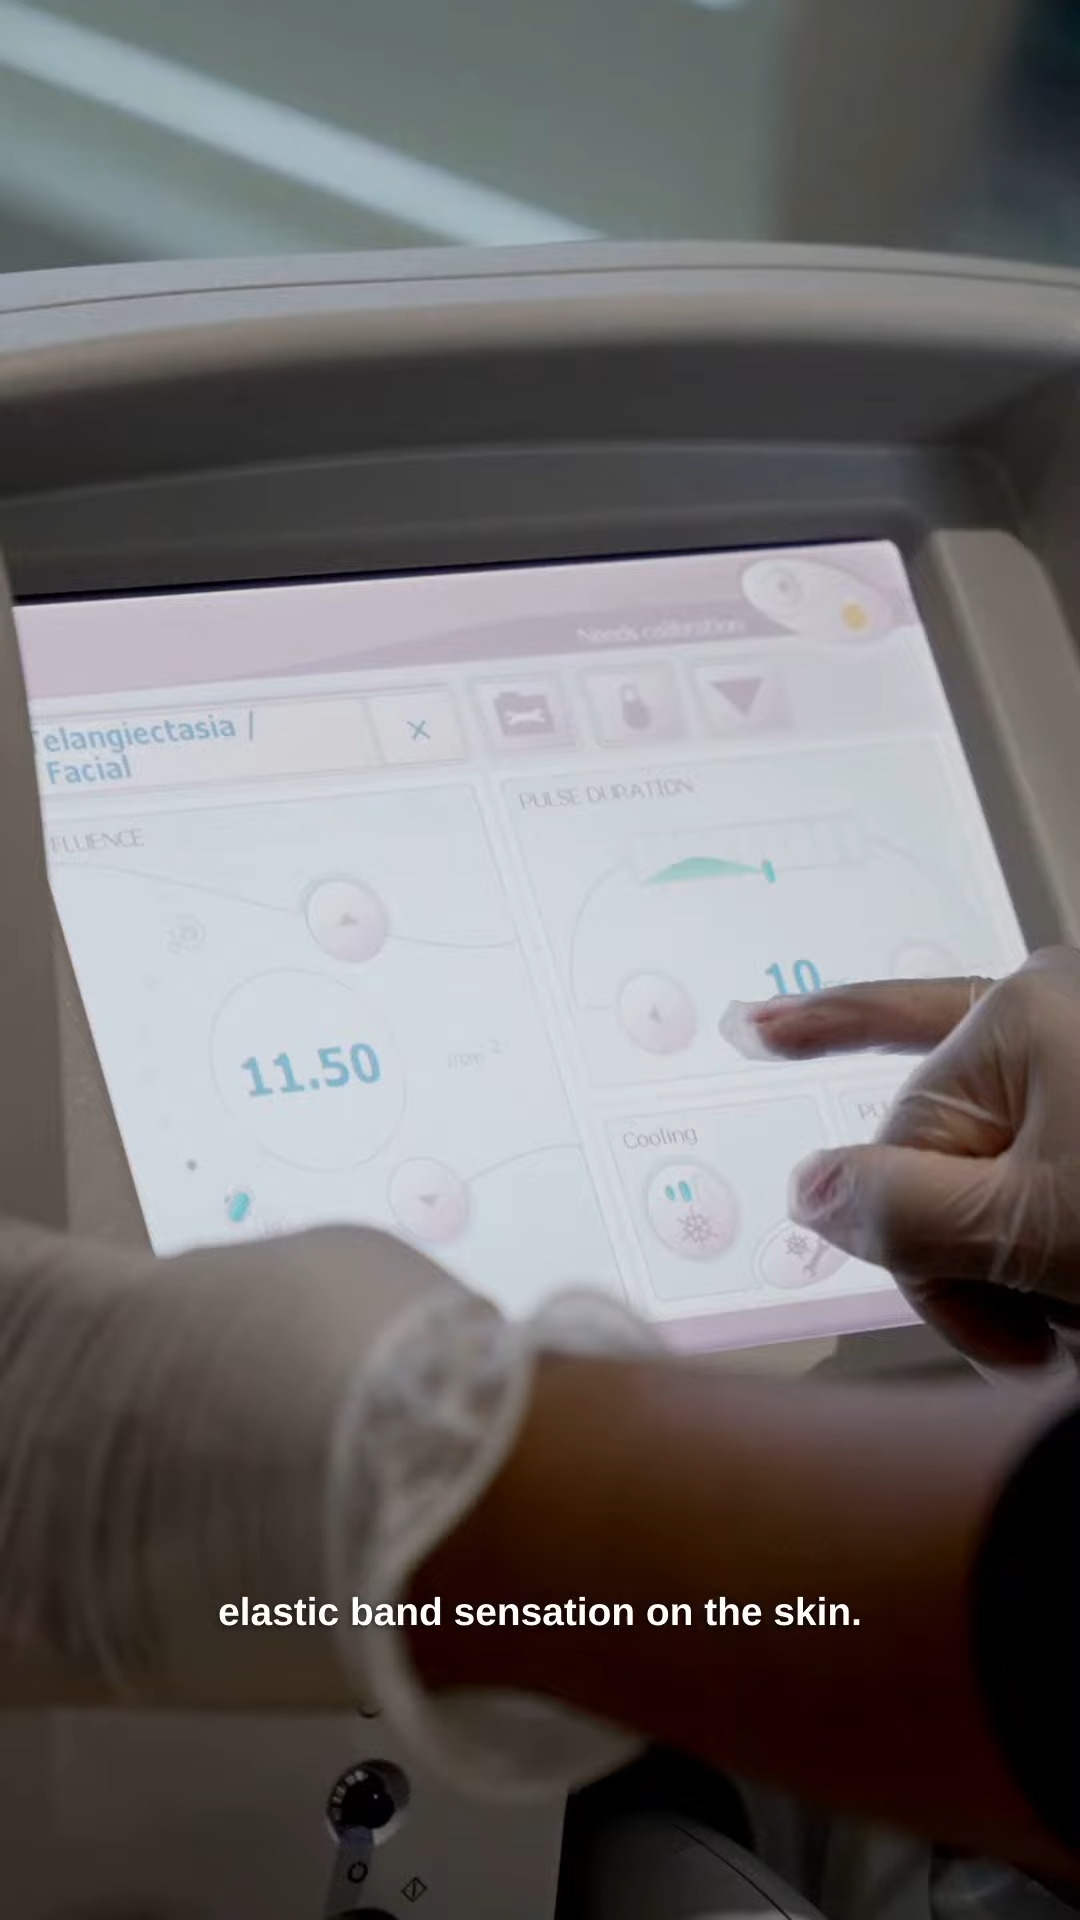 Needs calibration
Telangiectasia /
Facial
FLUENCE
PULSE DURATION
10
11.50
Cooling
elastic band sensation on the skin.